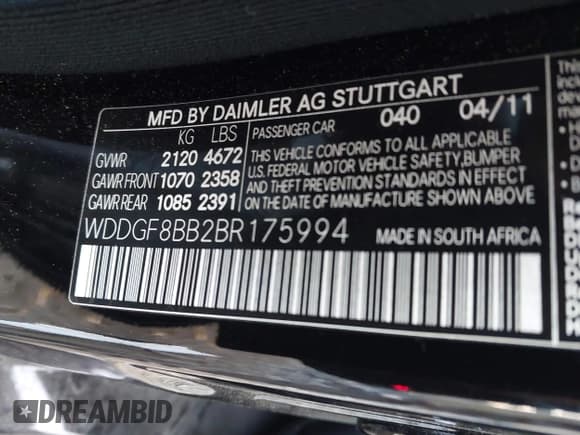 MFD BY DAIMLER AG STUTTGART
KG LBS
GVWR 2120 4672
GAWR FRONT 1070 2358
GAWR REAR 1085 2391
PASSENGER CAR 040 04/11
THIS VEHICLE CONFORMS TO ALL APPLICABLE
U.S. FEDERAL MOTOR VEHICLE SAFETY, BUMPER
AND THEFT PREVENTION STANDARDS IN EFFECT
ON THE DATE OF MANUFACTURE SHOWN ABOVE.
WDDGF8BB2BR175994 MADE IN SOUTH AFRICA
DREAMBID